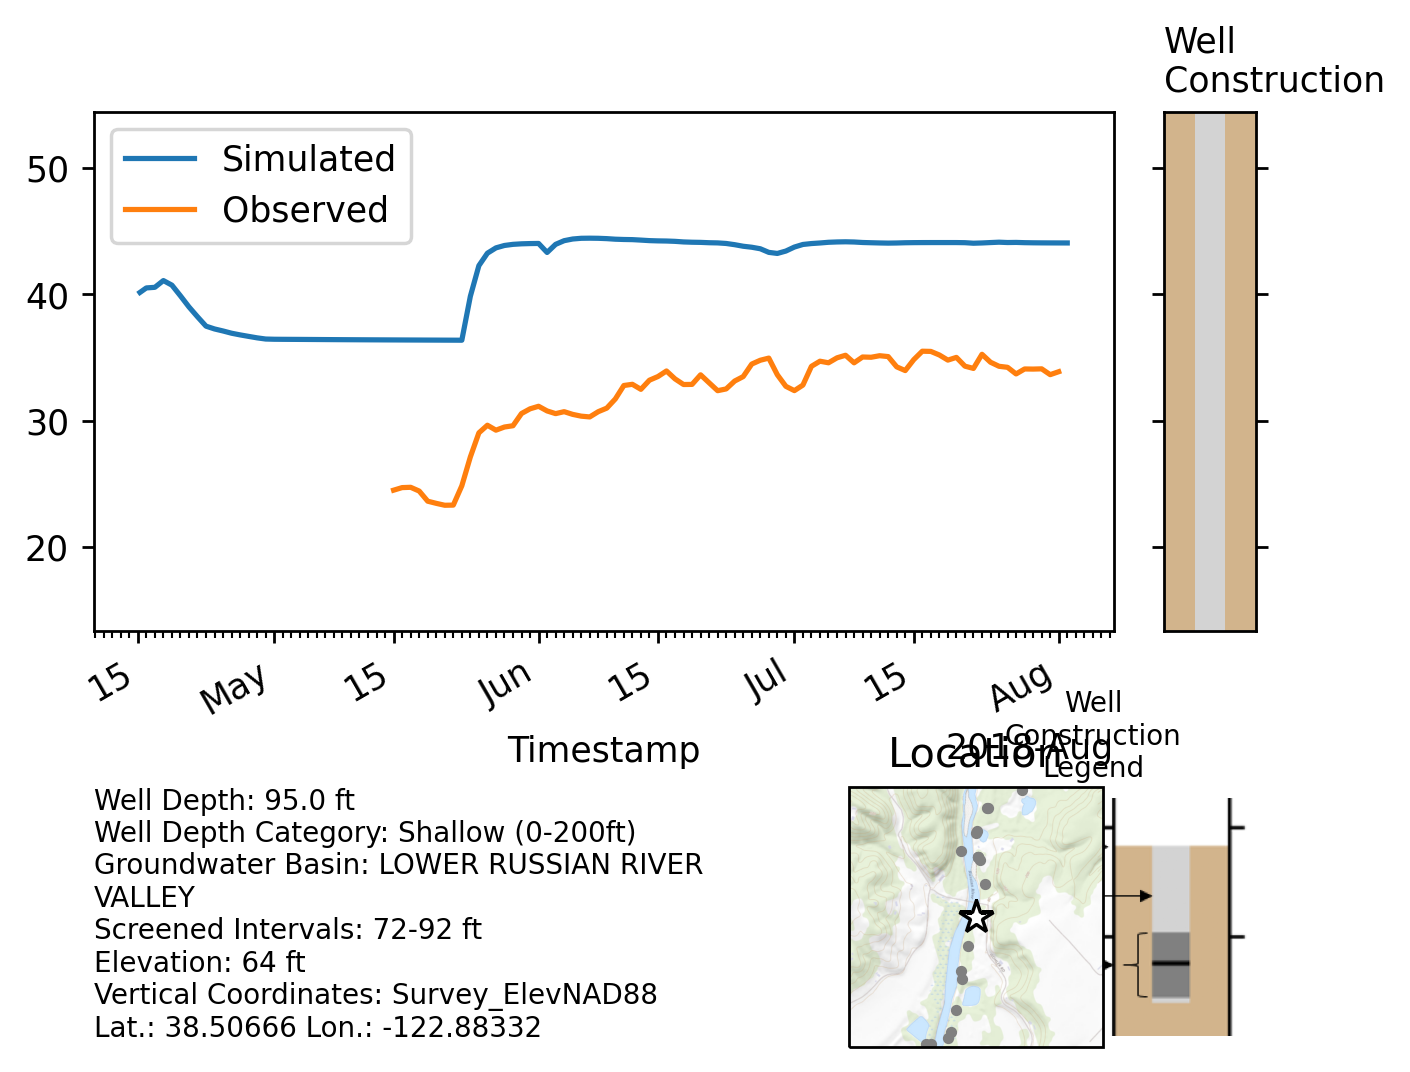 Well
Construction
Simulated
Observed
50
40
30
20
15
May
15
Jun
15
Jul
15
Aug
Timestamp
2018-Aug
Location
Well
Construction
Legend
Well Depth: 95.0 ft
Well Depth Category: Shallow (0-200ft)
Groundwater Basin: LOWER RUSSIAN RIVER
VALLEY
Screened Intervals: 72-92 ft
Elevation: 64 ft
Vertical Coordinates: Survey_ElevNAD88
Lat.: 38.50666 Lon.: -122.88332